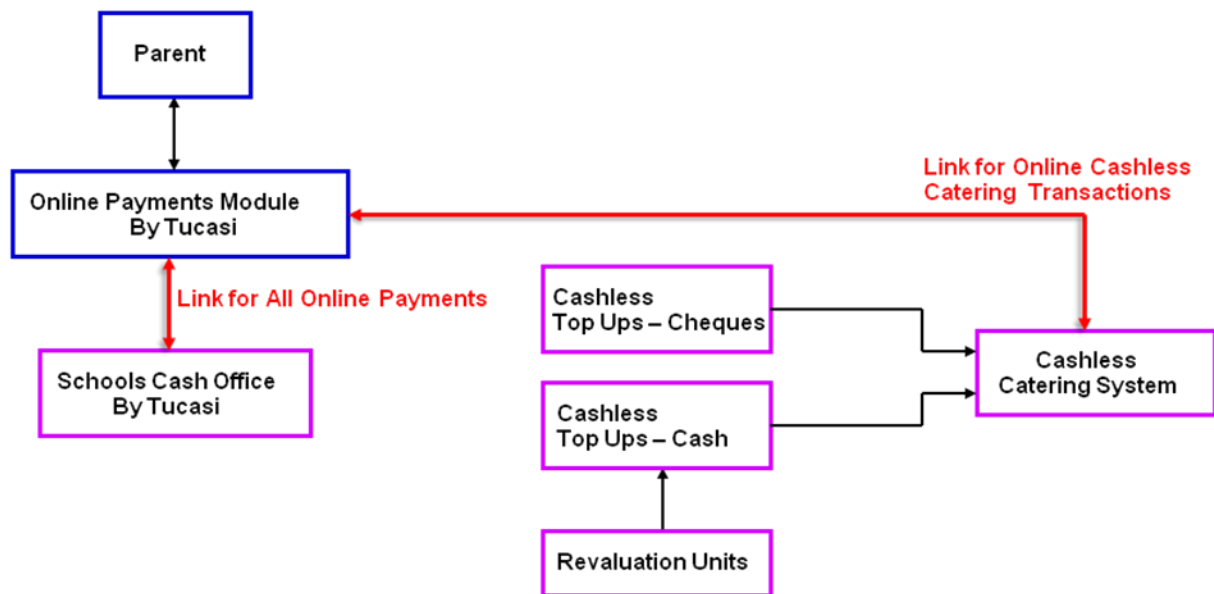 Parent
Online Payments Module
By Tucasi
Link for Online Cashless
Catering Transactions
Link for All Online Payments
Schools Cash Office
By Tucasi
Cashless
Top Ups – Cheques
Cashless
Catering System
Cashless
Top Ups – Cash
Revaluation Units